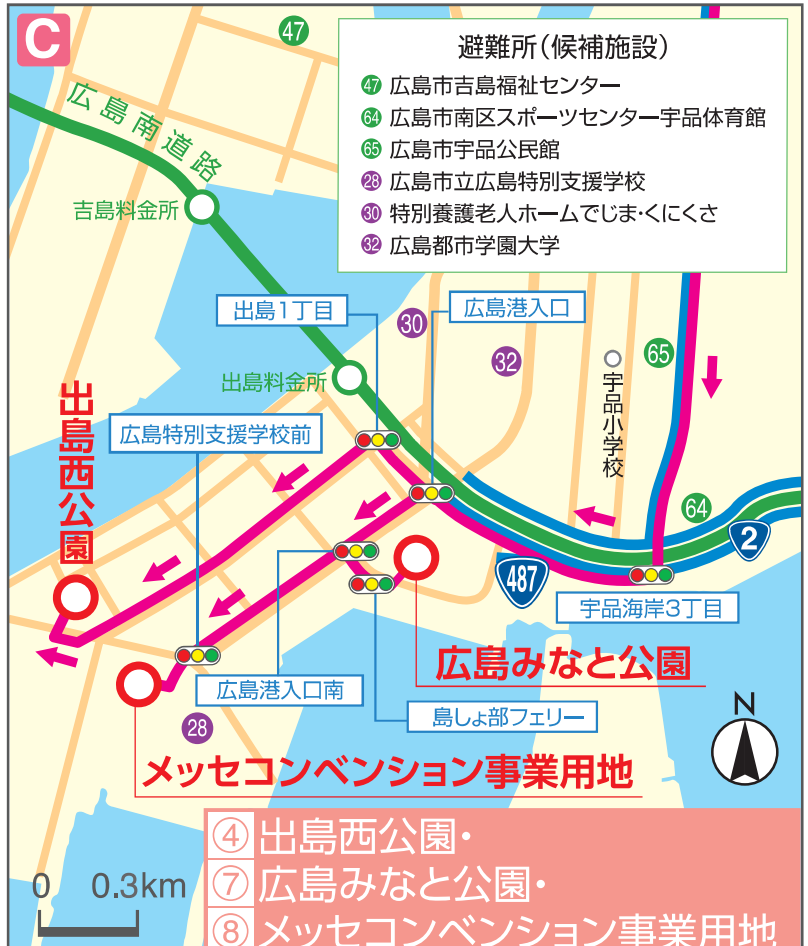 C
47
避難所(候補施設)
47 広島市吉島福祉センター
64 広島市南区スポーツセンター宇品体育館
65 広島市宇品公民館
28 広島市立広島特別支援学校
30 特別養護老人ホームでじま・くにくさ
32 広島都市学園大学
広島南道路
吉島料金所
出島1丁目
30
広島港入口
32
65
宇品小学校
出島料金所
広島特別支援学校前
出島西公園
64
2
487
宇品海岸3丁目
広島みなと公園
広島港入口南
島しょ部フェリー
28
N
メッセコンベンション事業用地
0 0.3km
④ 出島西公園・
⑦ 広島みなと公園・
⑧ メッセコンベンション事業用地